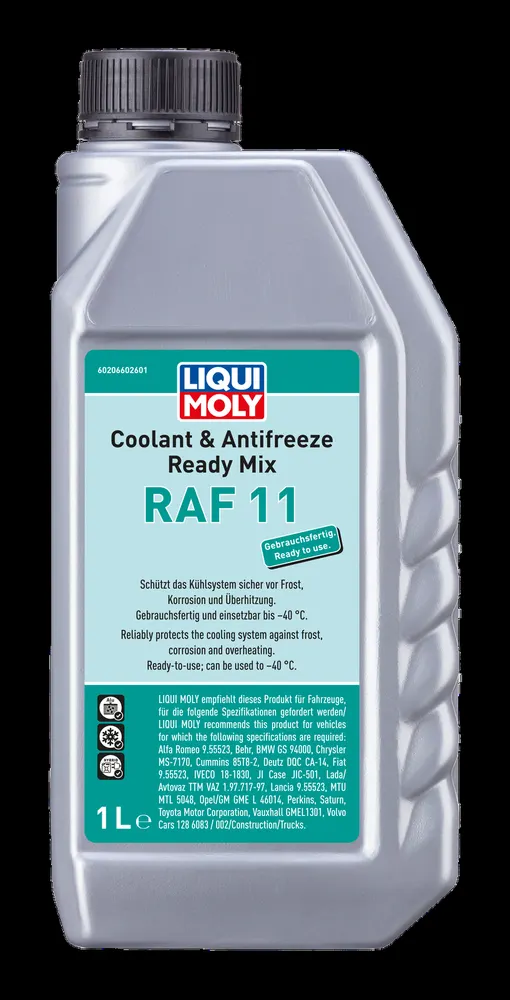 60206602601
LIQUI
MOLY
Coolant & Antifreeze
Ready Mix
RAF 11
Gebrauchsfertig.
Ready to use.
Schützt das Kühlsystem sicher vor Frost,
Korrosion und Überhitzung.
Gebrauchsfertig und einsetzbar bis –40 °C.
Reliably protects the cooling system against frost,
corrosion and overheating.
Ready-to-use; can be used to –40 °C.
Alu
HYBRID
LIQUI MOLY empfiehlt dieses Produkt für Fahrzeuge,
für die folgende Spezifikationen gefordert werden/
LIQUI MOLY recommends this product for vehicles
for which the following specifications are required:
Alfa Romeo 9.55523, Behr, BMW GS 94000, Chrysler
MS-7170, Cummins 85T8-2, Deutz DQC CA-14, Fiat
9.55523, IVECO 18-1830, JI Case JIC-501, Lada/
Avtovaz TTM VAZ 1.97.717-97, Lancia 9.55523, MTU
MTL 5048, Opel/GM GME L 46014, Perkins, Saturn,
Toyota Motor Corporation, Vauxhall GME L1301, Volvo
Cars 128 6083 / 002/Construction/Trucks.
1L℮